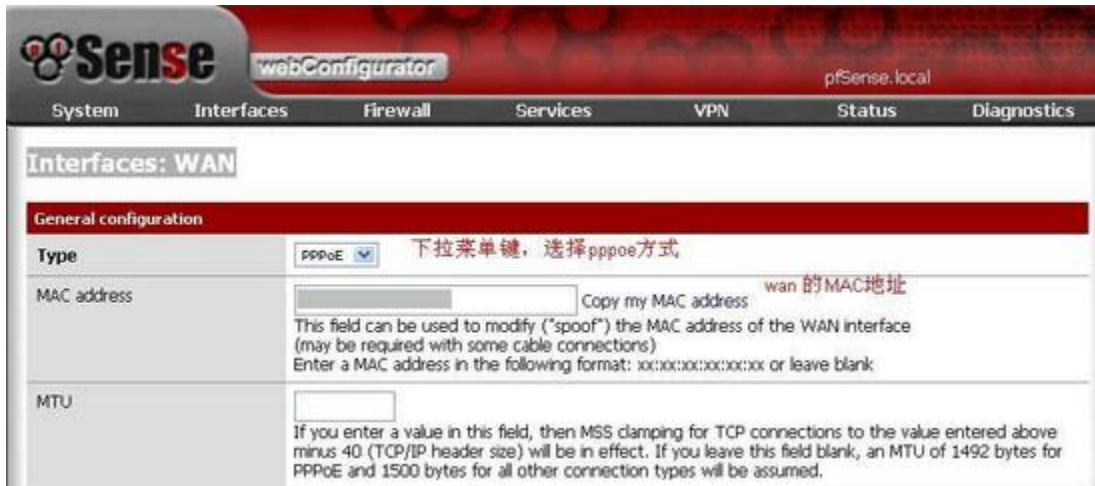 Sense webConfigurator
pfSense.local
System Interfaces Firewall Services VPN Status Diagnostics
Interfaces: WAN
General configuration
Type PPPoE 下拉菜单键，选择pppoe方式
wan 的MAC地址
MAC address Copy my MAC address
This field can be used to modify ("spoof") the MAC address of the WAN interface
(may be required with some cable connections)
Enter a MAC address in the following format: xx:xx:xx:xx:xx:xx or leave blank
MTU
If you enter a value in this field, then MSS clamping for TCP connections to the value entered above
minus 40 (TCP/IP header size) will be in effect. If you leave this field blank, an MTU of 1492 bytes for
PPPoE and 1500 bytes for all other connection types will be assumed.